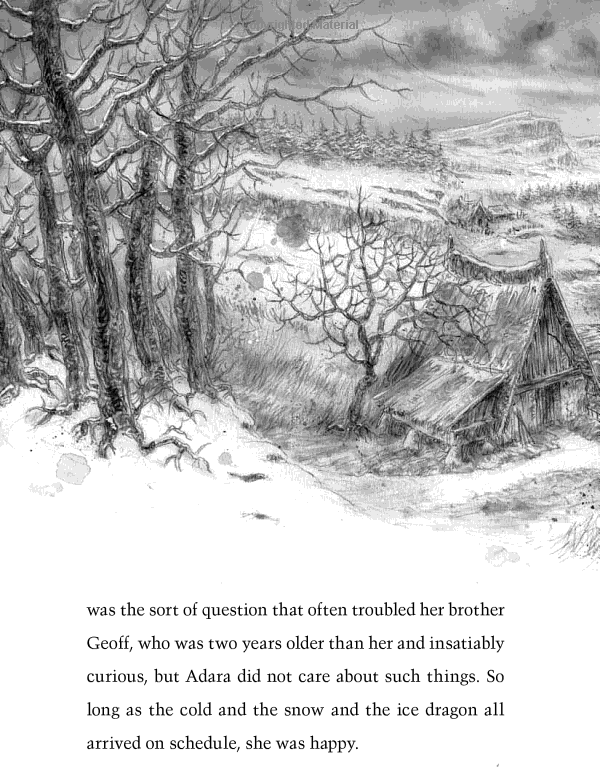 Copyrighted Material
was the sort of question that often troubled her brother
Geoff, who was two years older than her and insatiably
curious, but Adara did not care about such things. So
long as the cold and the snow and the ice dragon all
arrived on schedule, she was happy.